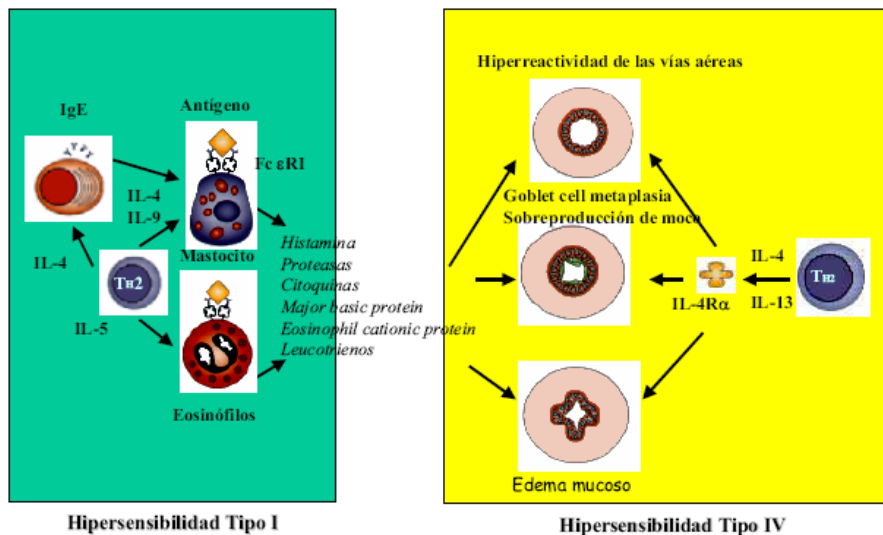 IgE
Antígeno
Fc εRI
IL-4
IL-9
Mastocito
IL-4
TH2
IL-5
Eosinófilos
Histamina
Proteasas
Citoquinas
Major basic protein
Eosinophil cationic protein
Leucotrienos
Hipersensibilidad Tipo I
Hiperreactividad de las vías aéreas
Goblet cell metaplasia
Sobreproducción de moco
IL-4
TH2
IL-4Rα
IL-13
Edema mucoso
Hipersensibilidad Tipo IV